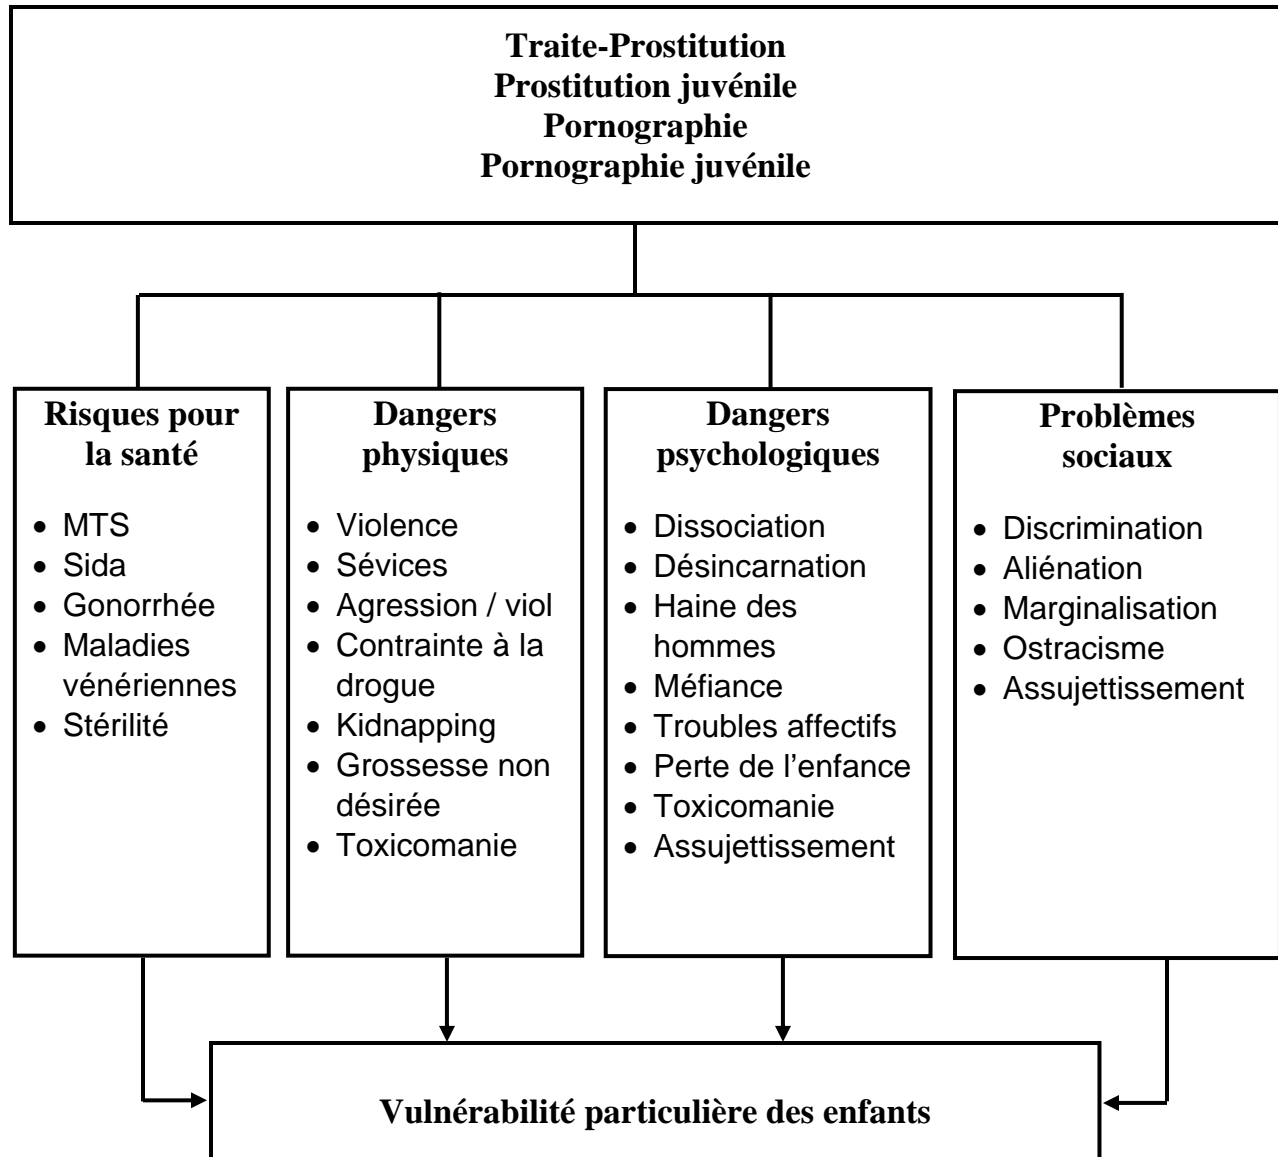 Traite-Prostitution
Prostitution juvénile
Pornographie
Pornographie juvénile
Risques pour
la santé
• MTS
• Sida
• Gonorrhée
• Maladies
vénériennes
• Stérilité
Dangers
physiques
• Violence
• Sévices
• Agression / viol
• Contrainte à la
drogue
• Kidnapping
• Grossesse non
désirée
• Toxicomanie
Dangers
psychologiques
• Dissociation
• Désincarnation
• Haine des
hommes
• Méfiance
• Troubles affectifs
• Perte de l’enfance
• Toxicomanie
• Assujettissement
Problèmes
sociaux
• Discrimination
• Aliénation
• Marginalisation
• Ostracisme
• Assujettissement
Vulnérabilité particulière des enfants